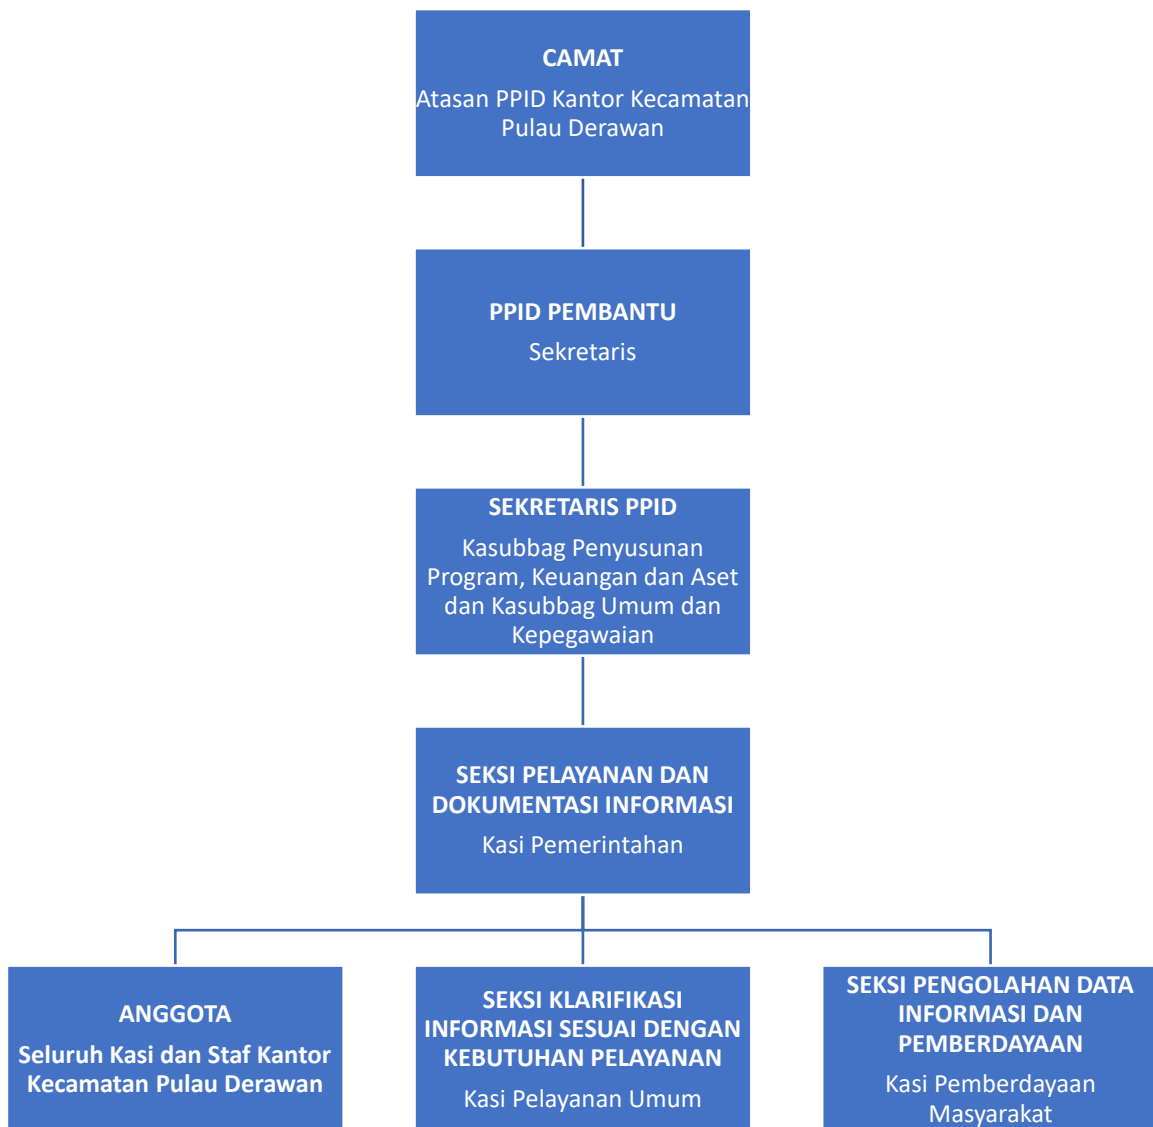 CAMAT
Atasan PPID Kantor Kecamatan
Pulau Derawan
PPID PEMBANTU
Sekretaris
SEKRETARIS PPID
Kasubbag Penyusunan
Program, Keuangan dan Aset
dan Kasubbag Umum dan
Kepegawaian
SEKSI PELAYANAN DAN
DOKUMENTASI INFORMASI
Kasi Pemerintahan
ANGGOTA
Seluruh Kasi dan Staf Kantor
Kecamatan Pulau Derawan
SEKSI KLARIFIKASI
INFORMASI SESUAI DENGAN
KEBUTUHAN PELAYANAN
Kasi Pelayanan Umum
SEKSI PENGOLAHAN DATA
INFORMASI DAN
PEMBERDAYAAN
Kasi Pemberdayaan
Masyarakat